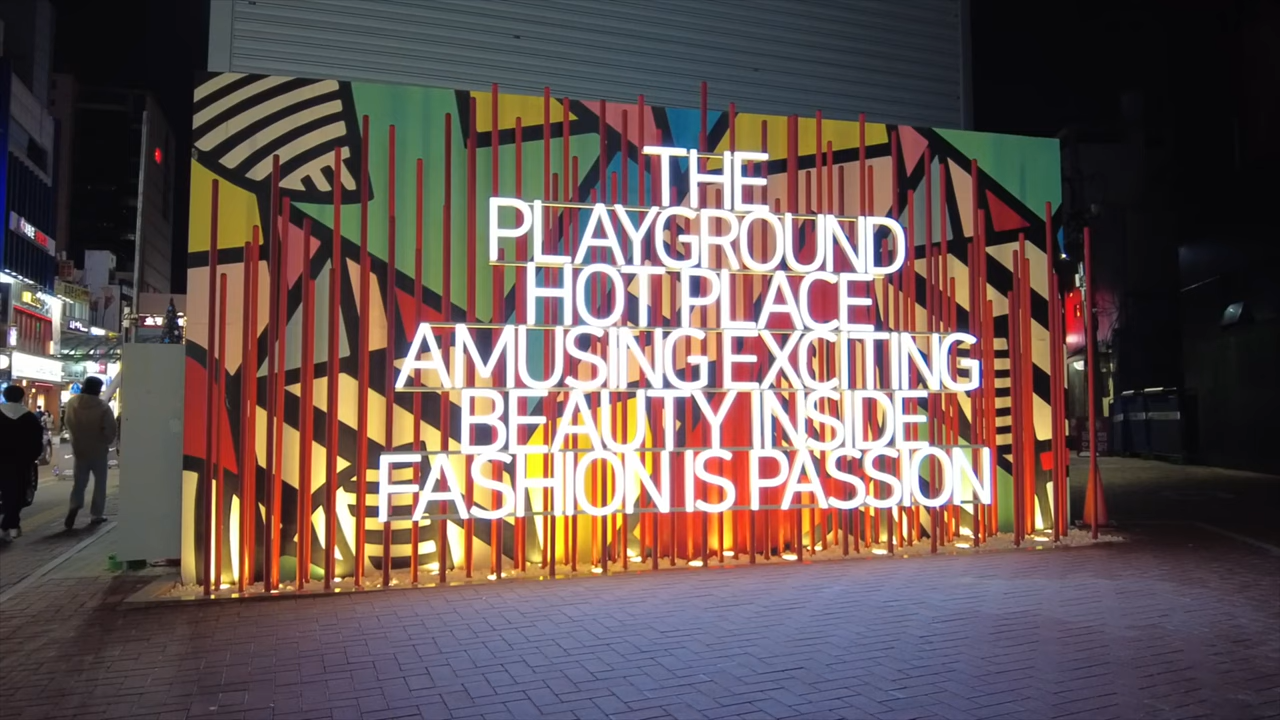 THE
PLAYGROUND
HOT PLACE
AMUSING EXCITING
BEAUTY INSIDE
FASHION IS PASSION